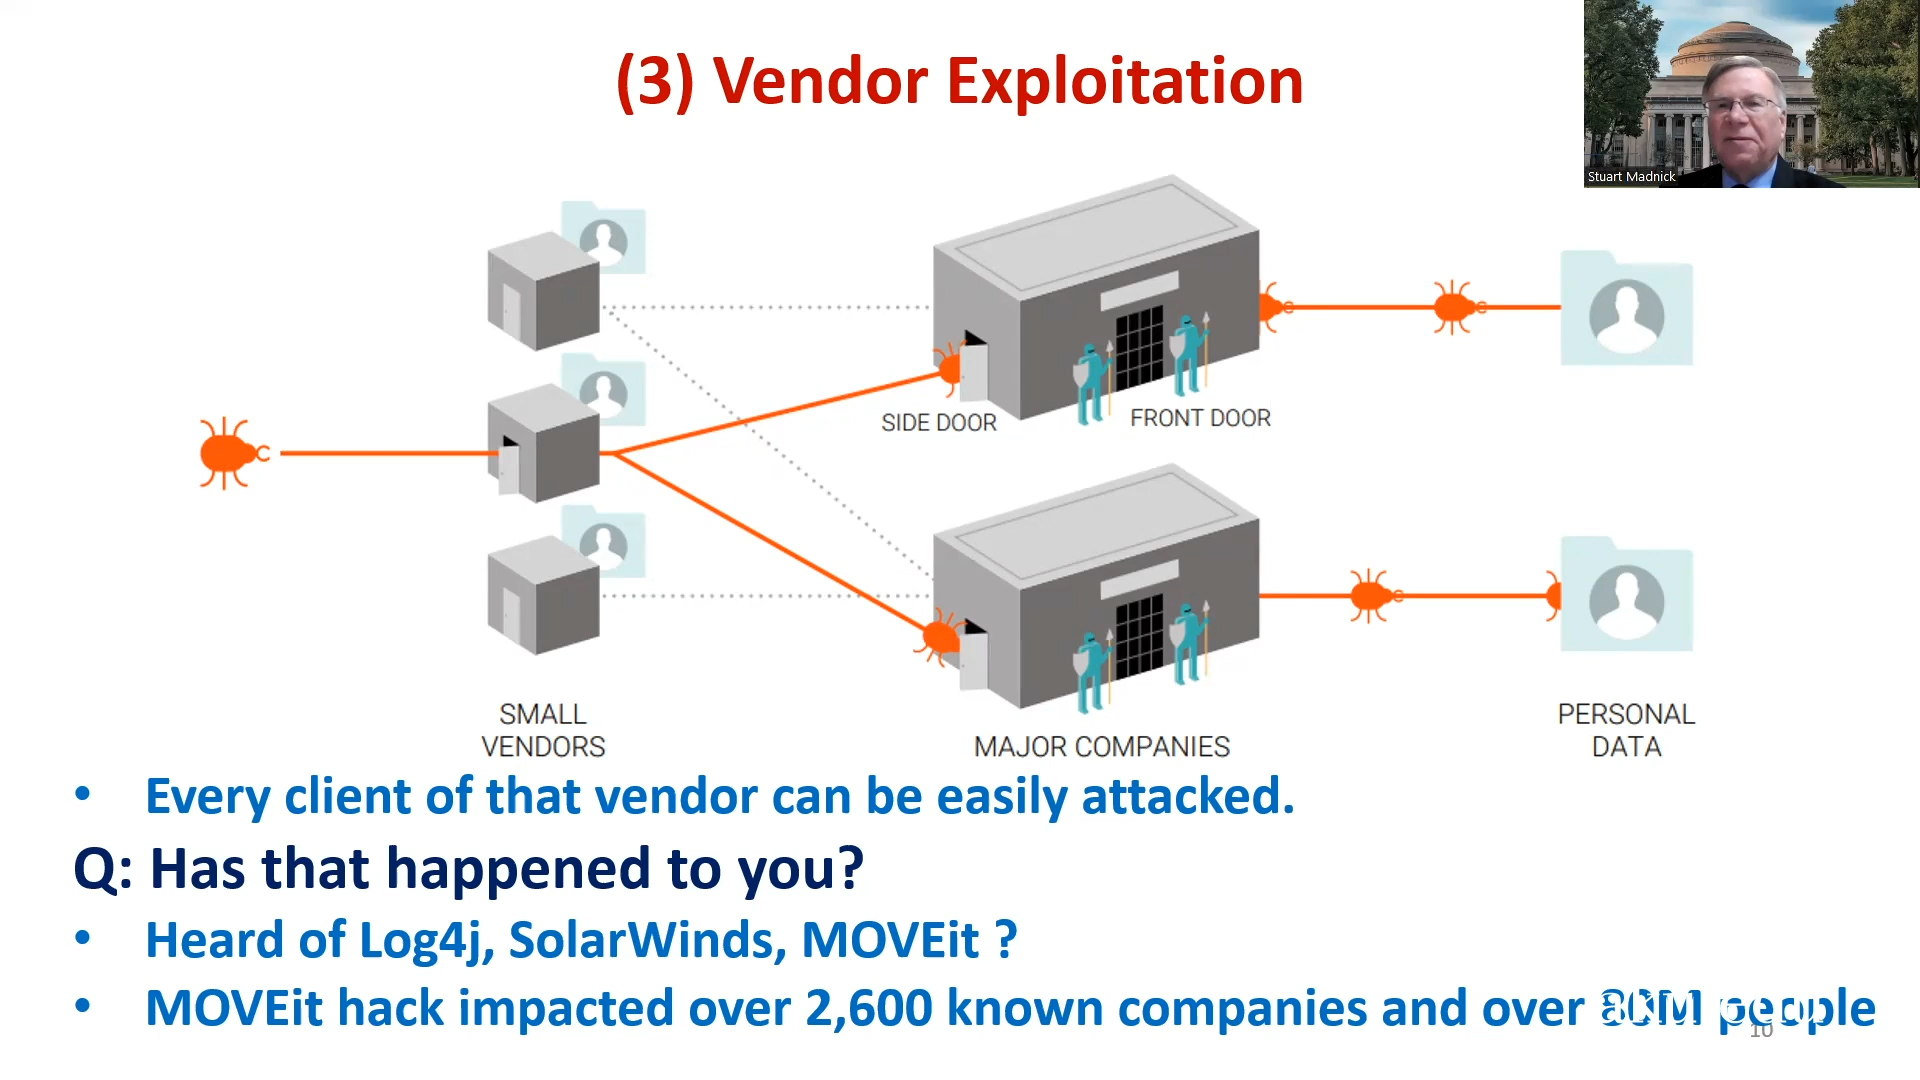 (3) Vendor Exploitation
Stuart Madnick
SIDE DOOR
FRONT DOOR
SMALL
VENDORS
MAJOR COMPANIES
PERSONAL
DATA
• Every client of that vendor can be easily attacked.
Q: Has that happened to you?
• Heard of Log4j, SolarWinds, MOVEit ?
• MOVEit hack impacted over 2,600 known companies and over people
10